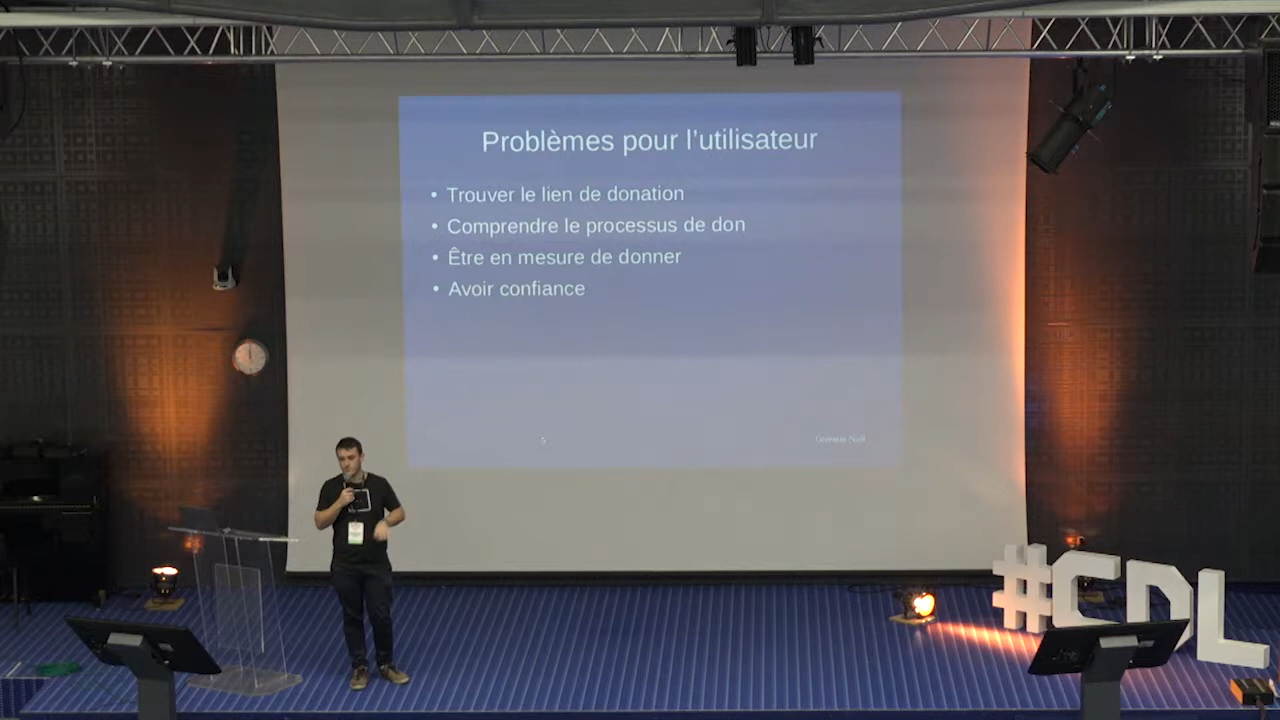 Problèmes pour l'utilisateur
• Trouver le lien de donation
• Comprendre le processus de don
• Être en mesure de donner
• Avoir confiance
5
#CDL